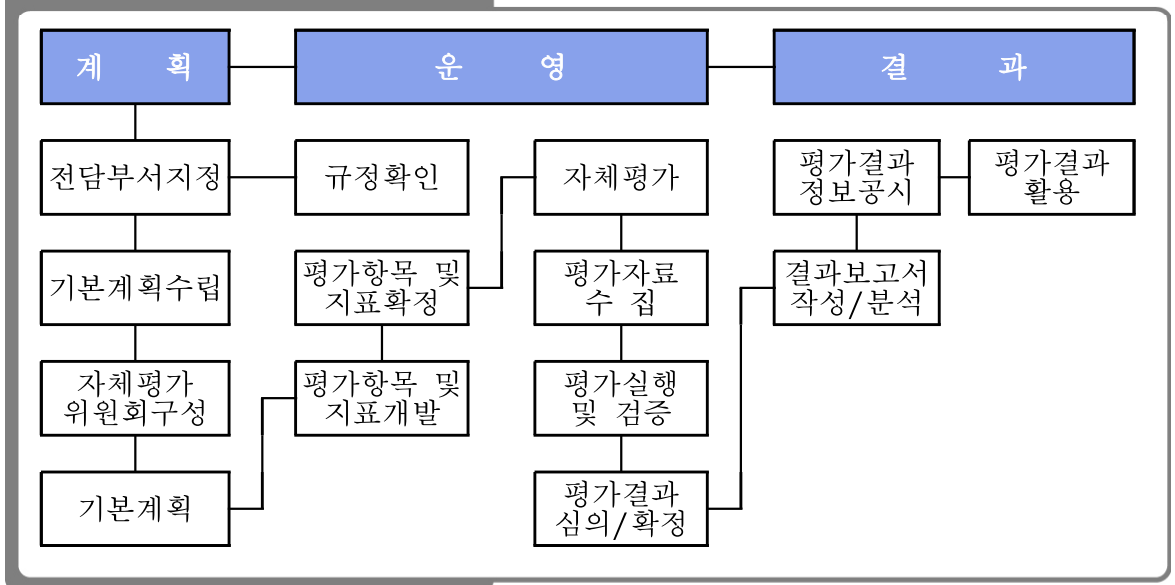 계 획
운 영
결 과
전담부서지정
규정확인
자체평가
평가결과
정보공시
평가결과
활용
기본계획수립
평가항목 및
지표확정
평가자료
수 집
결과보고서
작성/분석
자체평가
위원회구성
평가항목 및
지표개발
평가실행
및 검증
기본계획
평가결과
심의/확정